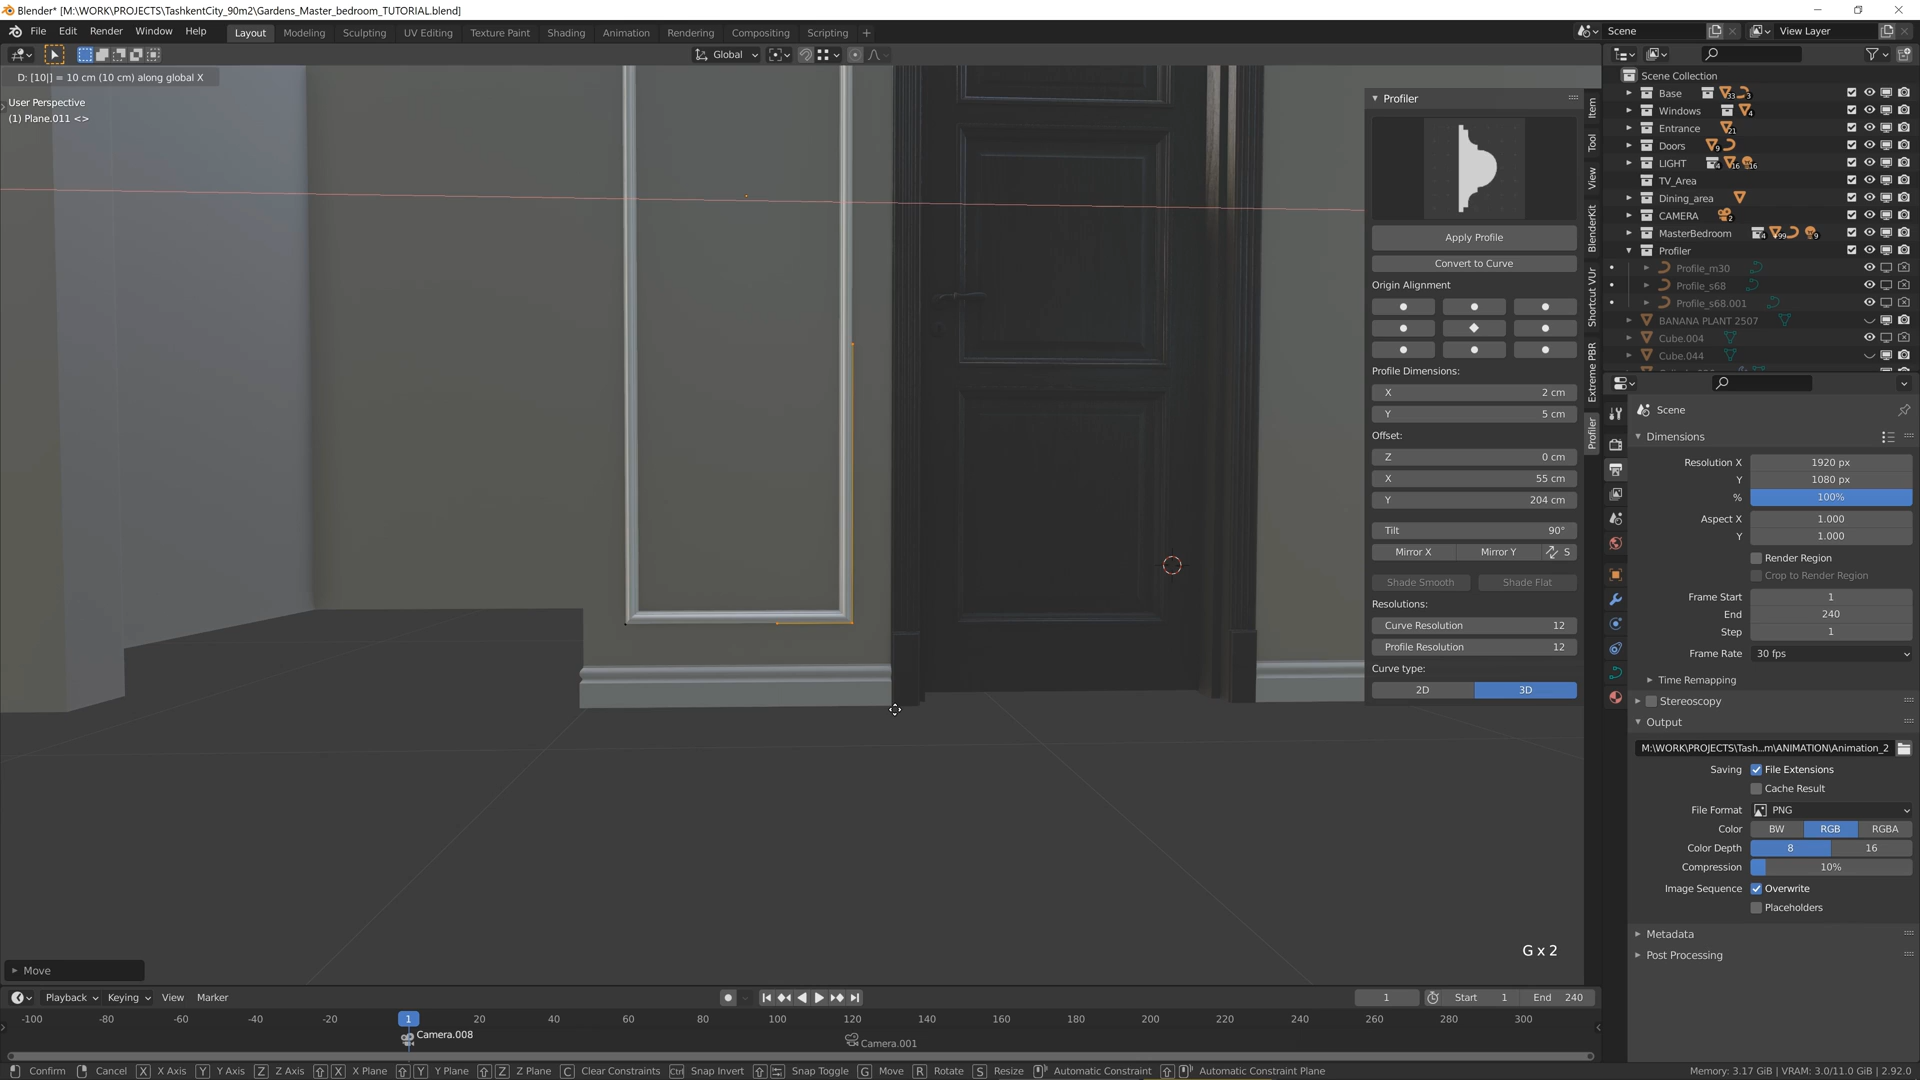 Blender* [M:\WORK\PROJECTS\TashkentCity_90m2\Gardens_Master_bedroom_TUTORIAL.blend]
File Edit Render Window Help Layout Modeling Sculpting UV Editing Texture Paint Shading Animation Rendering Compositing Scripting + Scene View Layer
Global
D: [10|] = 10 cm (10 cm) along global X
User Perspective
(1) Plane.011 <>
Profiler
Apply Profile
Convert to Curve
Origin Alignment
Profile Dimensions:
X 2 cm
Y 5 cm
Offset:
Z 0 cm
X 55 cm
Y 204 cm
Tilt 90°
Mirror X Mirror Y S
Shade Smooth Shade Flat
Resolutions:
Curve Resolution 12
Profile Resolution 12
Curve type:
2D 3D
Item
Tool
View
BlenderKit
Shortcut VUr
Extreme PBR
Profiler
Scene Collection
Base 33 3
Windows 4
Entrance 21
Doors 9
LIGHT 4 16 16
TV_Area
Dining_area
CAMERA 2
MasterBedroom 4 99 9
Profiler
Profile_m30
Profile_s68
Profile_s68.001
BANANA PLANT 2507
Cube.004
Cube.044
Scene
Dimensions
Resolution X 1920 px
Y 1080 px
% 100%
Aspect X 1.000
Y 1.000
Render Region
Crop to Render Region
Frame Start 1
End 240
Step 1
Frame Rate 30 fps
Time Remapping
Stereoscopy
Output
M:\WORK\PROJECTS\Tash...m\ANIMATION\Animation_2
Saving File Extensions
Cache Result
File Format PNG
Color BW RGB RGBA
Color Depth 8 16
Compression 10%
Image Sequence Overwrite
Placeholders
Metadata
Post Processing
G x 2
Move
Playback Keying View Marker 1 Start 1 End 240
-100 -80 -60 -40 -20 1 20 40 60 80 100 120 140 160 180 200 220 240 260 280 300
Camera.008
Camera.001
Confirm Cancel X X Axis Y Y Axis Z Z Axis X X Plane Y Y Plane Z Z Plane C Clear Constraints Ctrl Snap Invert Snap Toggle G Move R Rotate S Resize Automatic Constraint Automatic Constraint Plane Memory: 3.17 GiB | VRAM: 3.0/11.0 GiB | 2.92.0